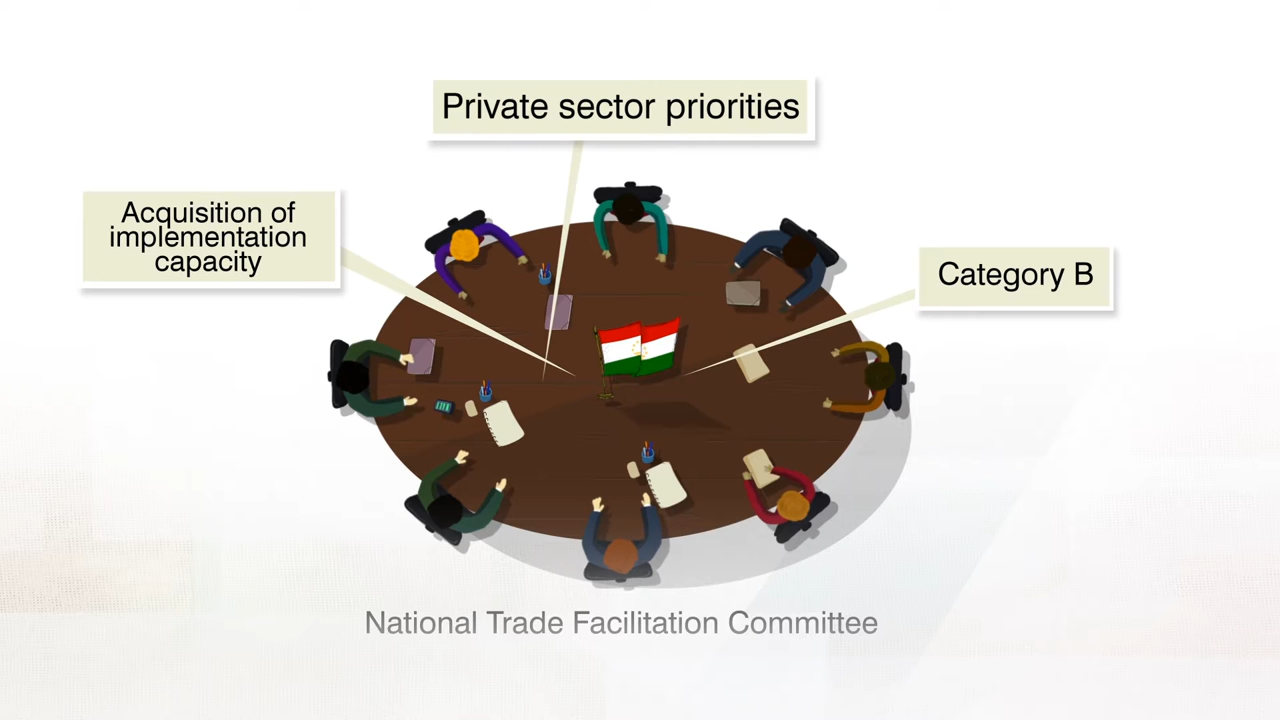 Private sector priorities
Acquisition of
implementation
capacity
Category B
National Trade Facilitation Committee